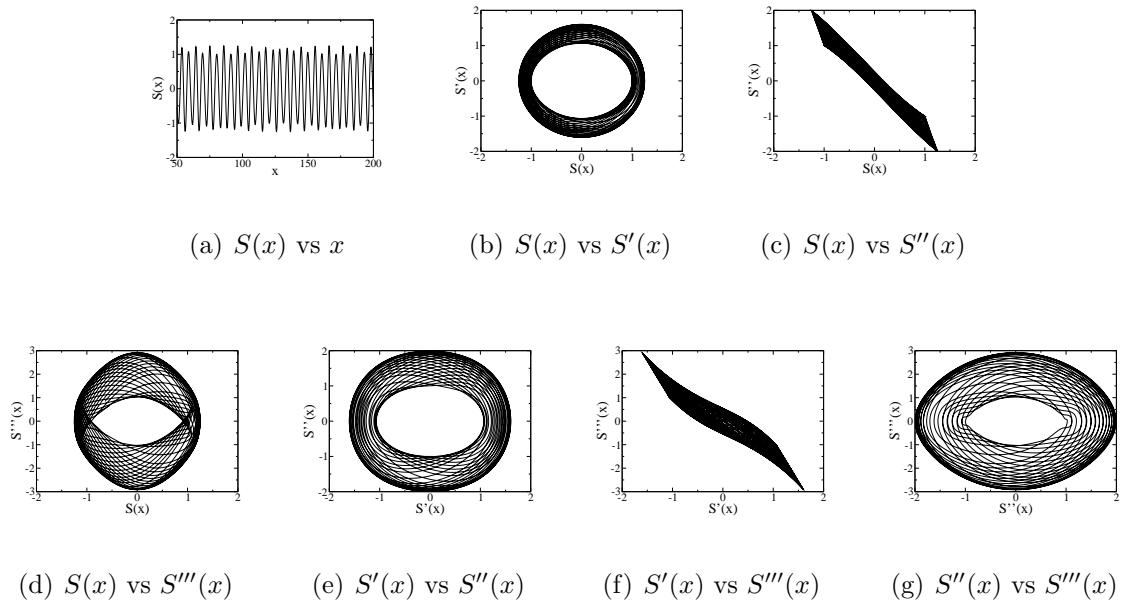 2
1
0
-1
-2
S(x)
50 100 150 200
x
2
1
0
-1
-2
S'(x)
-2 -1 0 1 2
S(x)
2
1
0
-1
-2
S''(x)
-2 -1 0 1 2
S(x)
(a) S(x) vs x
(b) S(x) vs S′(x)
(c) S(x) vs S′′(x)
3
2
1
0
-1
-2
-3
S'''(x)
-2 -1 0 1 2
S(x)
2
1
0
-1
-2
S''(x)
-2 -1 0 1 2
S'(x)
3
2
1
0
-1
-2
-3
S'''(x)
-2 -1 0 1 2
S'(x)
3
2
1
0
-1
-2
-3
S'''(x)
-2 -1 0 1 2
S''(x)
(d) S(x) vs S′′′(x)
(e) S′(x) vs S′′(x)
(f) S′(x) vs S′′′(x)
(g) S′′(x) vs S′′′(x)